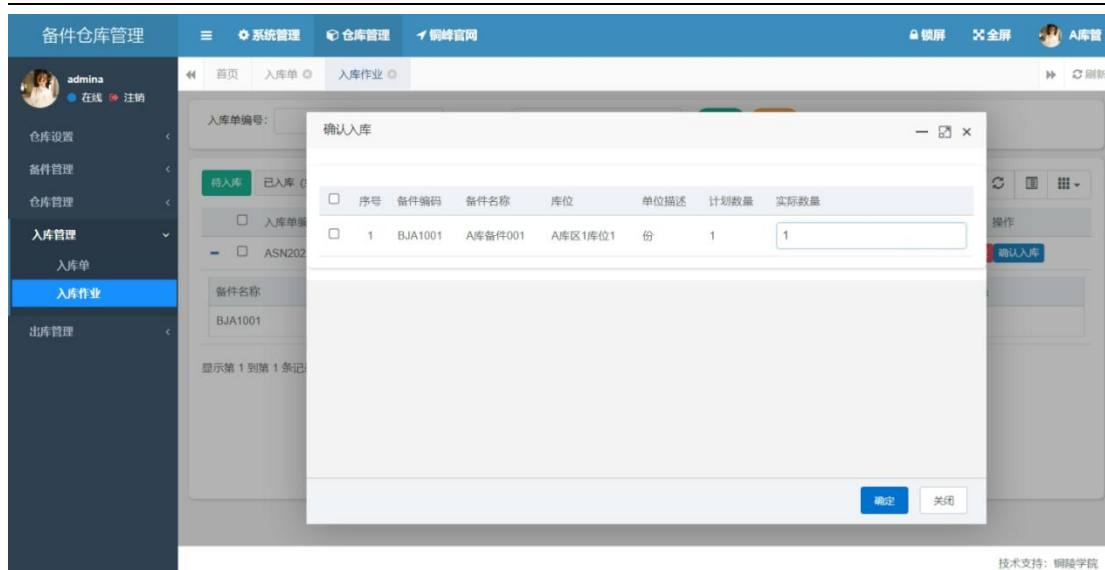 备件仓库管理 系统管理 仓库管理 铜峰官网 锁屏 全屏 A库管
admina
在线 注销
首页 入库单 入库作业 刷新
仓库设置
备件管理
仓库管理
入库管理
入库单
入库作业
出库管理
入库单编号:
待入库 已入库
入库单编
操作
ASN202 确认入库
备件名称
BJA1001
显示第 1 到第 1 条记
确认入库
序号 备件编码 备件名称 库位 单位描述 计划数量 实际数量
1 BJA1001 A库备件001 A库区1库位1 份 1 1
确定 关闭
技术支持:铜陵学院